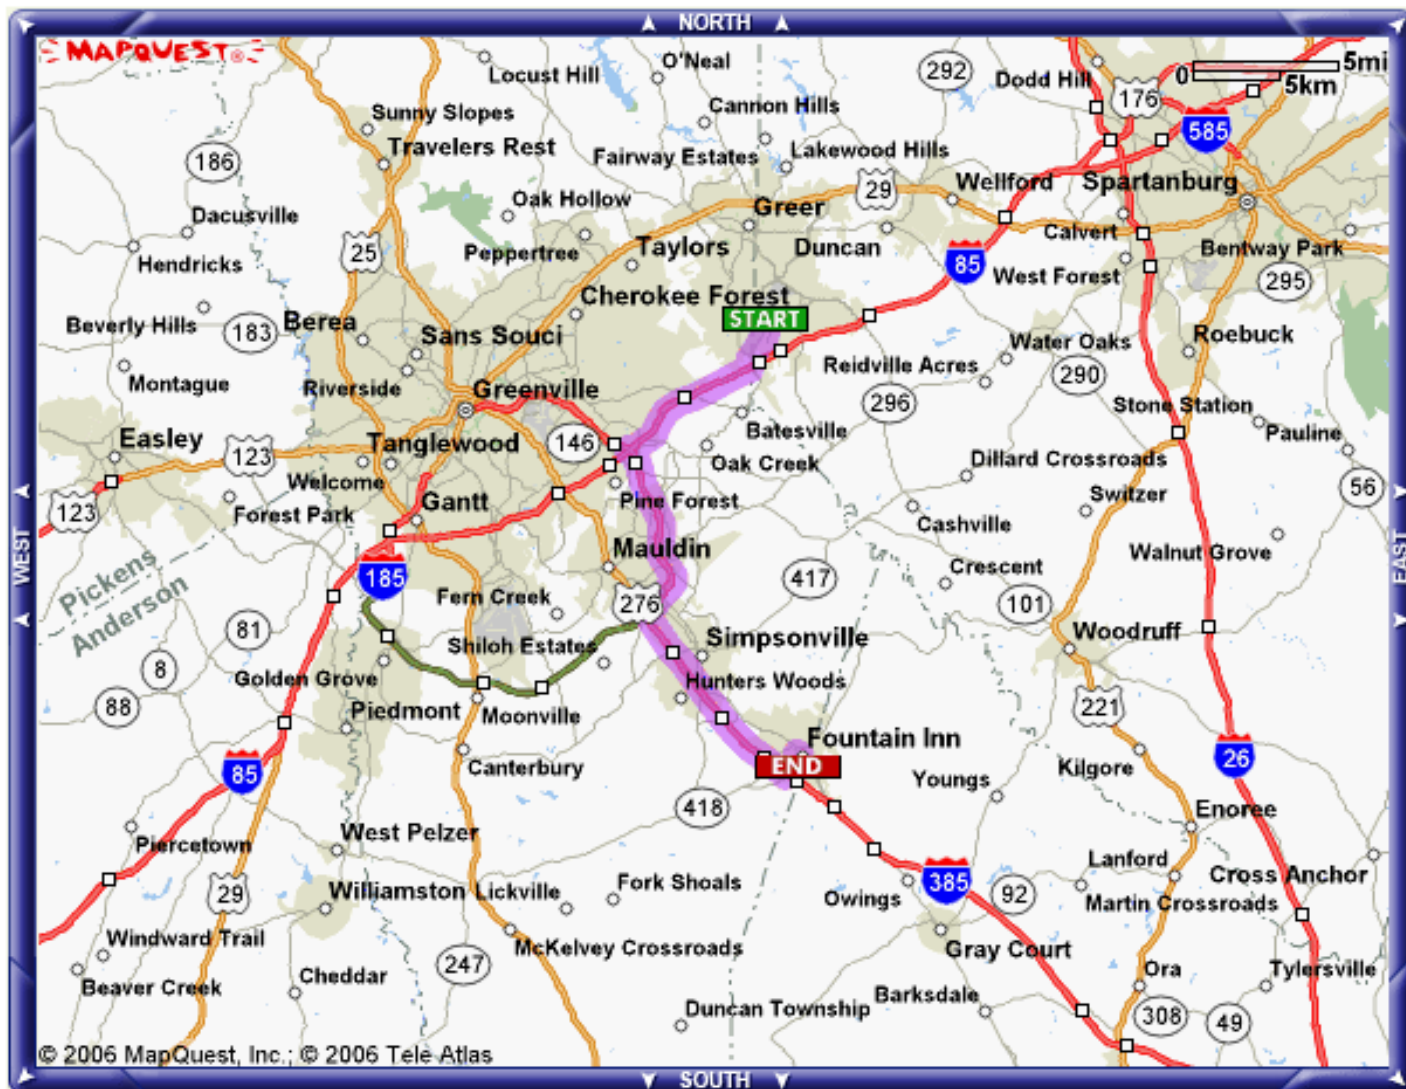 NORTH
MAPQUEST
O'Neal
292
Dodd Hill
0
5mi
5km
Locust Hill
176
Cannon Hills
Sunny Slopes
585
Travelers Rest
Fairway Estates
Lakewood Hills
186
29
Wellford
Spartanburg
Oak Hollow
Greer
Dacusville
25
Peppertree
Taylors
Duncan
Calvert
Bentway Park
Hendricks
85
West Forest
295
Cherokee Forest
START
Beverly Hills
183
Berea
Sans Souci
Water Oaks
Roebuck
Reidville Acres
290
Montague
Riverside
Greenville
296
Stone Station
Batesville
Pauline
Easley
123
Tanglewood
146
Oak Creek
Dillard Crossroads
Welcome
Pine Forest
Switzer
56
123
Forest Park
Gantt
Cashville
WEST
EAST
Mauldin
Walnut Grove
Pickens
185
417
Crescent
Anderson
Fern Creek
276
101
81
Shiloh Estates
Simpsonville
Woodruff
8
Golden Grove
Hunters Woods
88
Piedmont
Moonville
221
Fountain Inn
85
Canterbury
END
Kilgore
26
Youngs
418
Enoree
West Pelzer
Piercetown
Lanford
29
Williamston
Lickville
Fork Shoals
385
Cross Anchor
Owings
92
Martin Crossroads
Windward Trail
McKelvey Crossroads
Gray Court
Beaver Creek
Cheddar
247
Ora
Tylersville
Barksdale
Duncan Township
308
49
© 2006 MapQuest, Inc.; © 2006 Tele Atlas
SOUTH